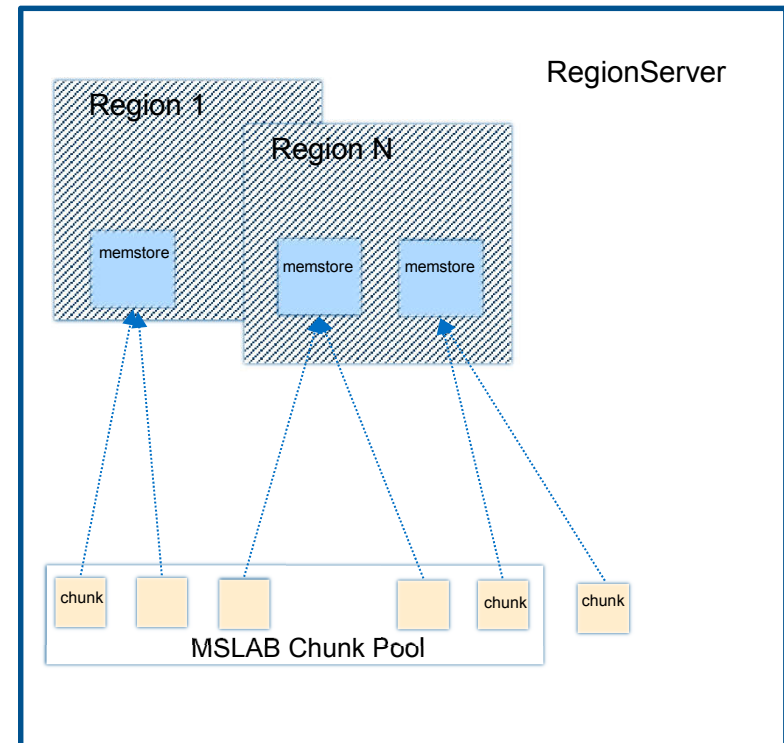 RegionServer
Region 1
Region N
memstore
memstore
memstore
chunk
chunk
chunk
MSLAB Chunk Pool